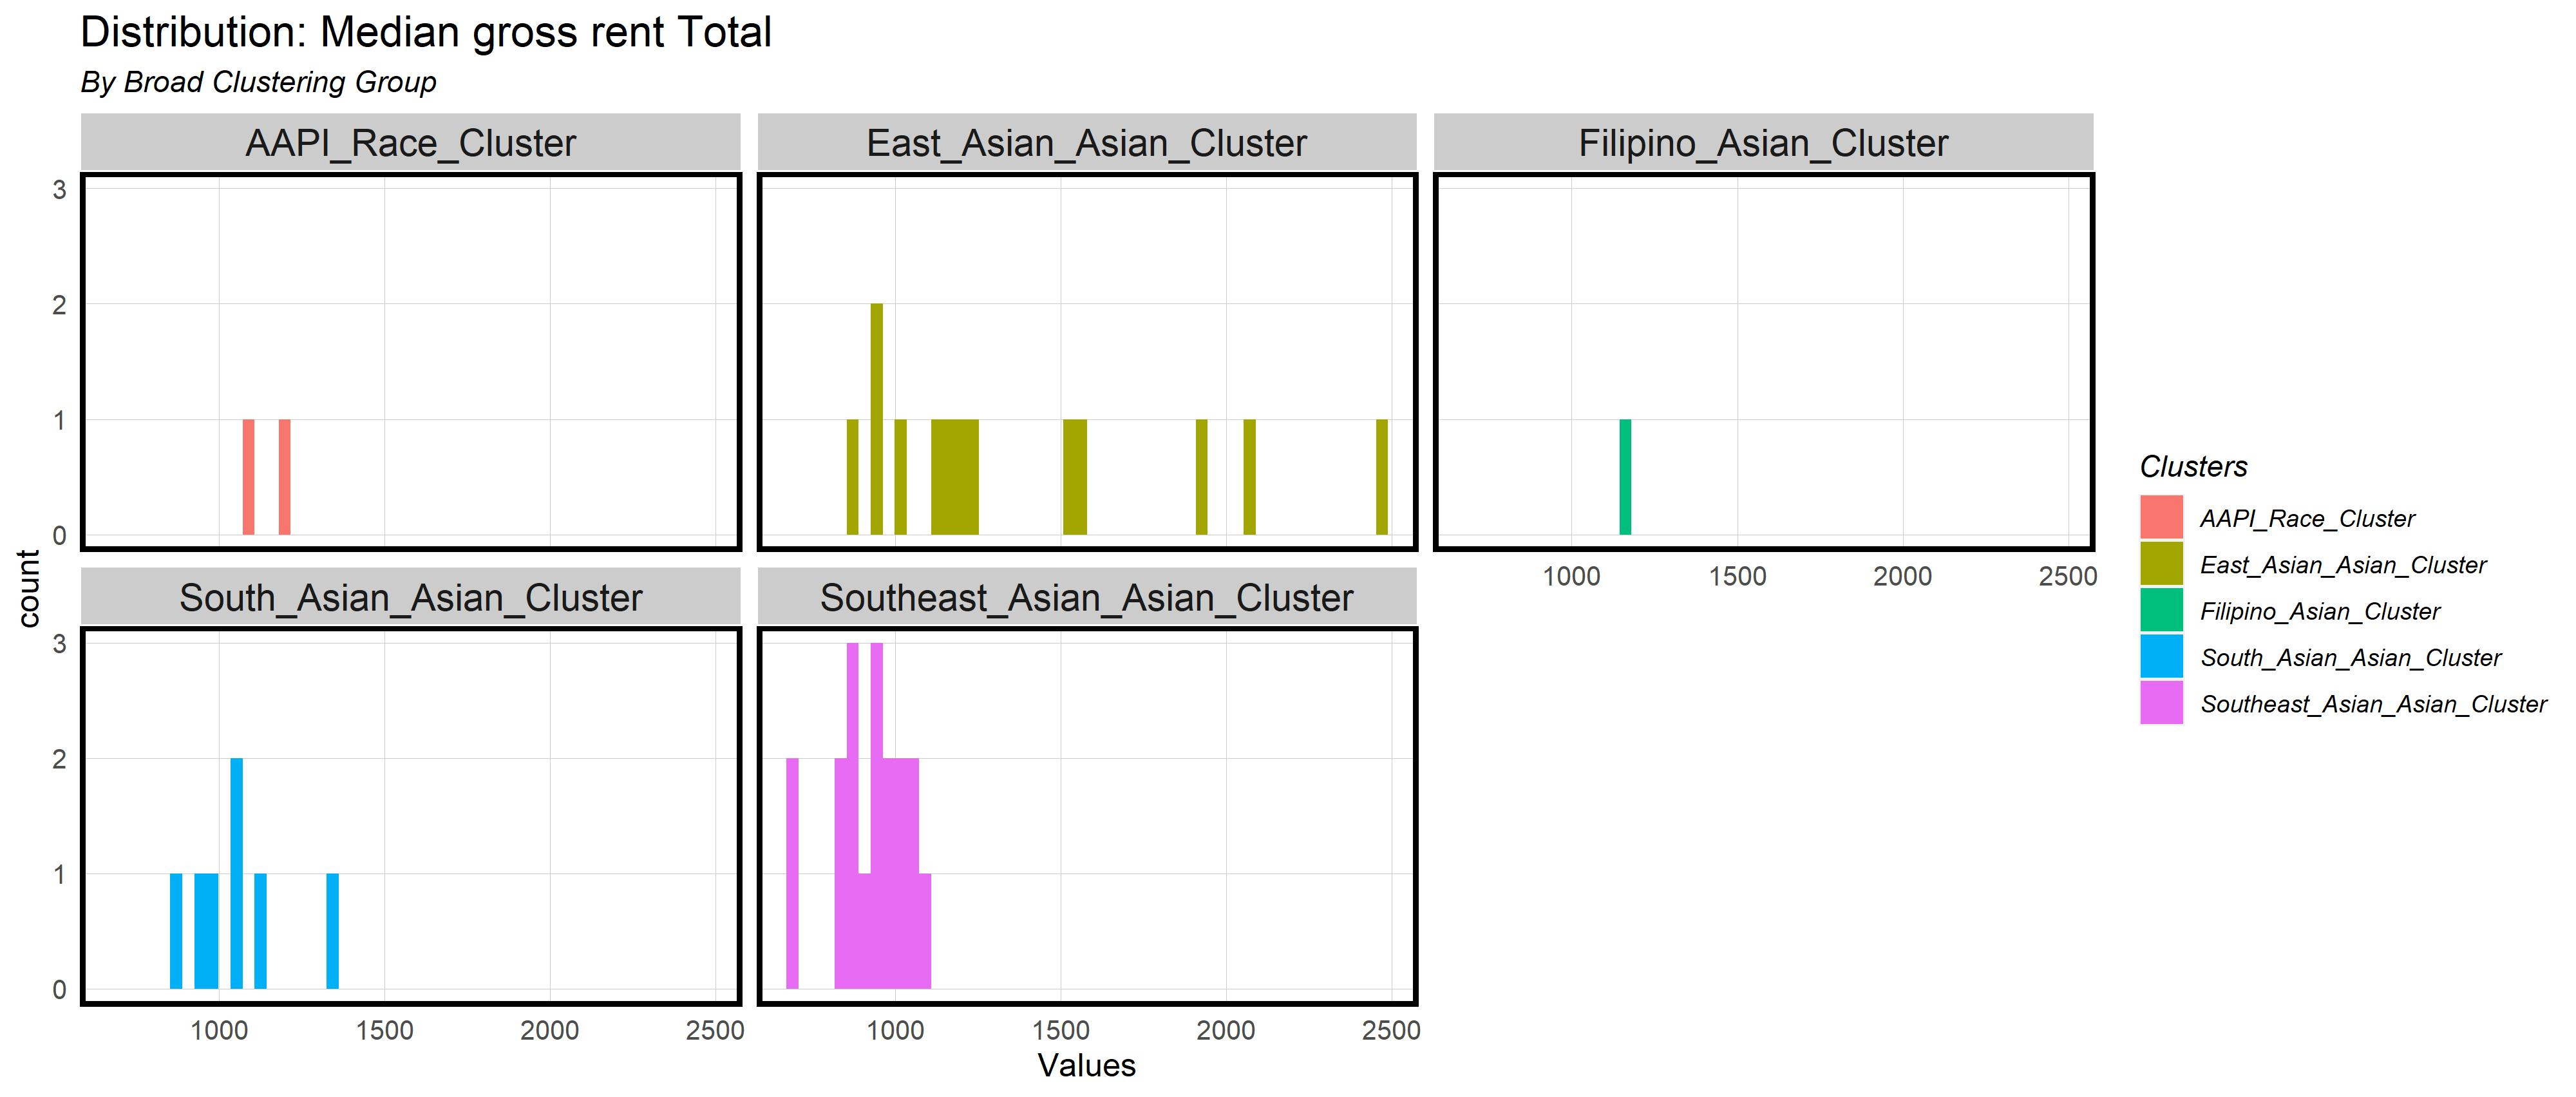 Distribution: Median gross rent Total
By Broad Clustering Group
AAPI_Race_Cluster
East_Asian_Asian_Cluster
Filipino_Asian_Cluster
3
2
1
0
1000 1500 2000 2500
South_Asian_Asian_Cluster
Southeast_Asian_Asian_Cluster
3
2
1
0
1000 1500 2000 2500
1000 1500 2000 2500
count
Values
Clusters
AAPI_Race_Cluster
East_Asian_Asian_Cluster
Filipino_Asian_Cluster
South_Asian_Asian_Cluster
Southeast_Asian_Asian_Cluster